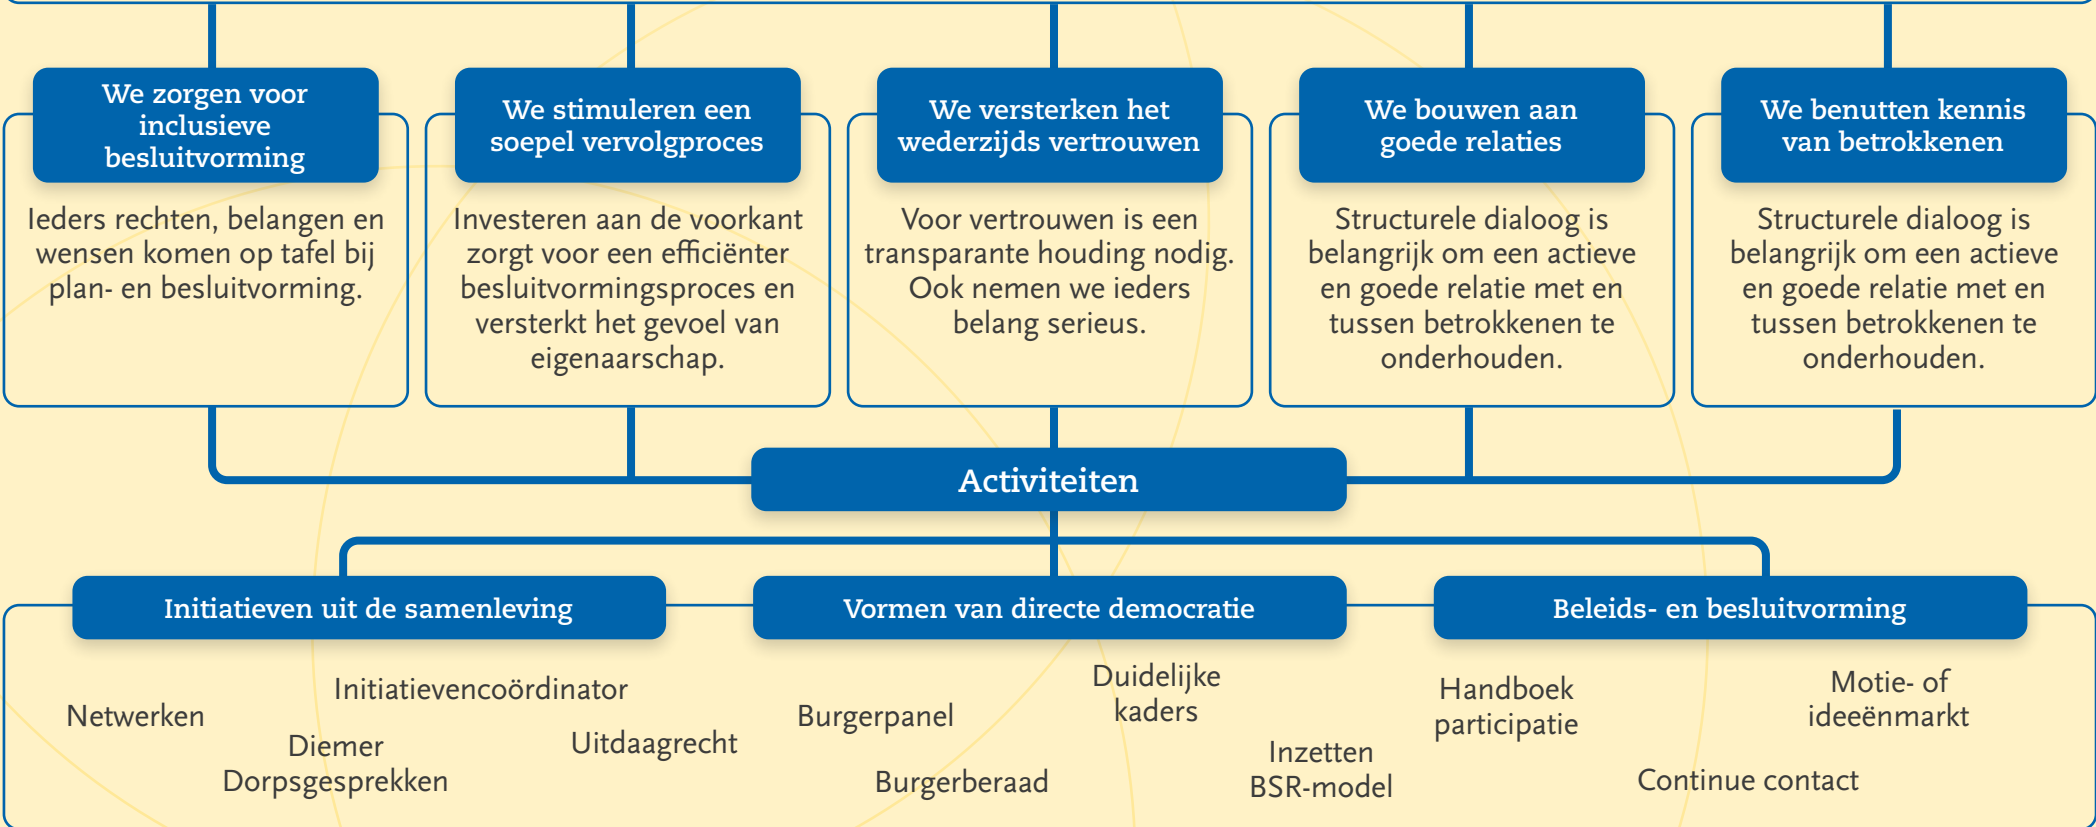 We zorgen voor
inclusieve
besluitvorming
Ieders rechten, belangen en
wensen komen op tafel bij
plan- en besluitvorming.
We stimuleren een
soepel vervolgproces
Investeren aan de voorkant
zorgt voor een efficiënter
besluitvormingsproces en
versterkt het gevoel van
eigenaarschap.
We versterken het
wederzijds vertrouwen
Voor vertrouwen is een
transparante houding nodig.
Ook nemen we ieders
belang serieus.
We bouwen aan
goede relaties
Structurele dialoog is
belangrijk om een actieve
en goede relatie met en
tussen betrokkenen te
onderhouden.
We benutten kennis
van betrokkenen
Structurele dialoog is
belangrijk om een actieve
en goede relatie met en
tussen betrokkenen te
onderhouden.
Activiteiten
Initiatieven uit de samenleving
Netwerken
Initiatievencoördinator
Diemer
Dorpsgesprekken
Uitdaagrecht
Vormen van directe democratie
Burgerpanel
Duidelijke
kaders
Burgerberaad
Inzetten
BSR-model
Beleids- en besluitvorming
Handboek
participatie
Motie- of
ideeënmarkt
Continue contact